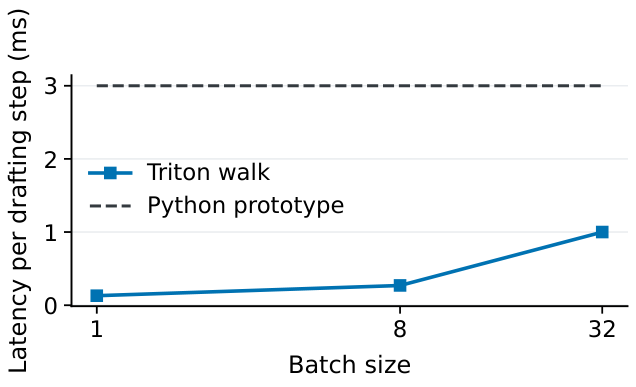 Latency per drafting step (ms)
3
2
1
0
Triton walk
Python prototype
1 8 32
Batch size